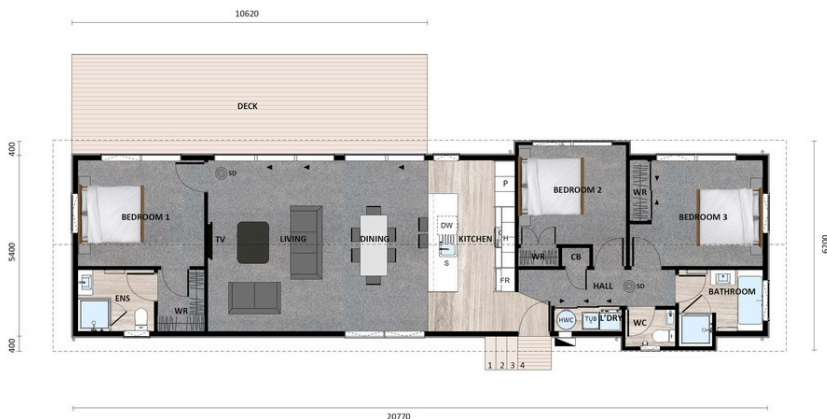 10620
DECK
400
5400
400
6200
SD
P
BEDROOM 1
TV
LIVING
DINING
DW
S
KITCHEN
H
FR
BEDROOM 2
WR
BEDROOM 3
WR
CB
HALL
SD
ENS
WR
HWC
TUB
L'DRY
WC
BATHROOM
1 2 3 4
20770